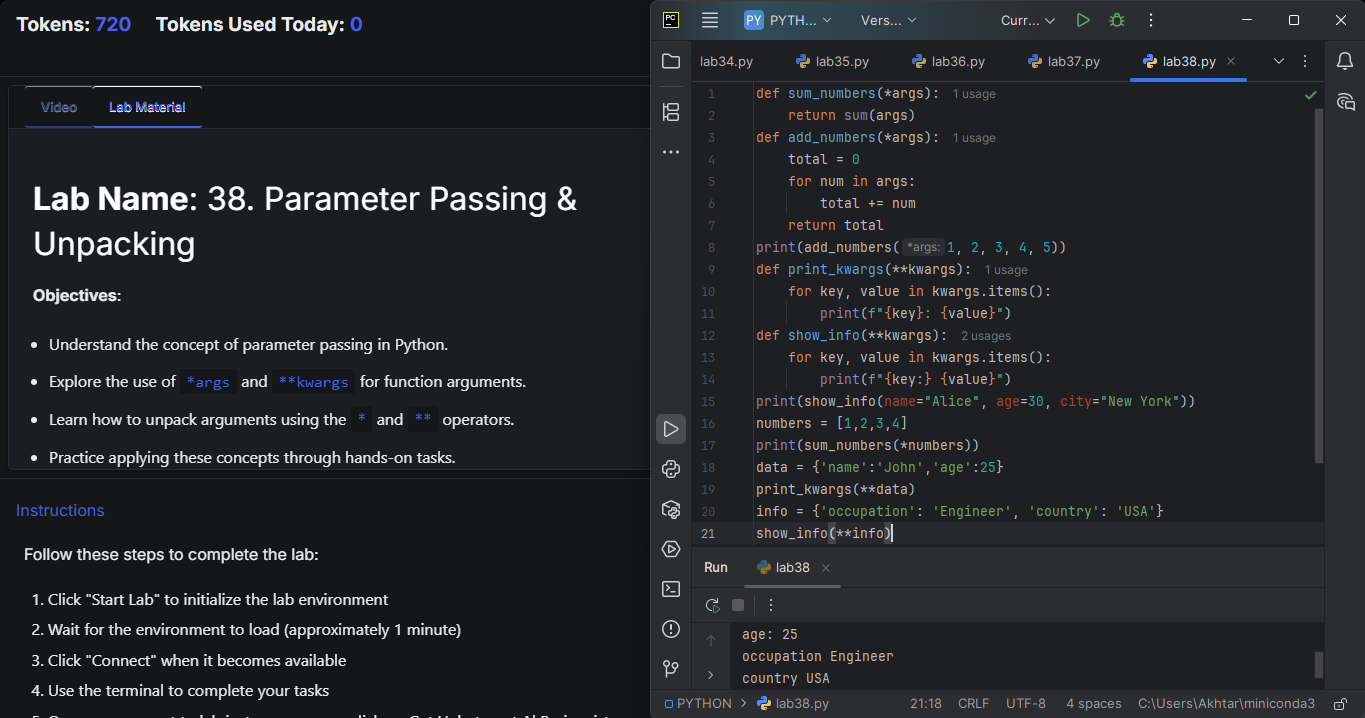 Tokens: 720 Tokens Used Today: 0
Video Lab Material
Lab Name: 38. Parameter Passing &
Unpacking
Objectives:
• Understand the concept of parameter passing in Python.
• Explore the use of *args and **kwargs for function arguments.
• Learn how to unpack arguments using the * and ** operators.
• Practice applying these concepts through hands-on tasks.
Instructions
Follow these steps to complete the lab:
1. Click "Start Lab" to initialize the lab environment
2. Wait for the environment to load (approximately 1 minute)
3. Click "Connect" when it becomes available
4. Use the terminal to complete your tasks
PC PY PYTH... Vers... Curr...
lab34.py lab35.py lab36.py lab37.py lab38.py
1 def sum_numbers(*args): 1 usage
2     return sum(args)
3 def add_numbers(*args): 1 usage
4     total = 0
5     for num in args:
6         total += num
7     return total
8 print(add_numbers( *args: 1, 2, 3, 4, 5))
9 def print_kwargs(**kwargs): 1 usage
10     for key, value in kwargs.items():
11         print(f"{key}: {value}")
12 def show_info(**kwargs): 2 usages
13     for key, value in kwargs.items():
14         print(f"{key:} {value}")
15 print(show_info(name="Alice", age=30, city="New York"))
16 numbers = [1,2,3,4]
17 print(sum_numbers(*numbers))
18 data = {'name':'John','age':25}
19 print_kwargs(**data)
20 info = {'occupation': 'Engineer', 'country': 'USA'}
21 show_info(**info)
Run lab38
age: 25
occupation Engineer
country USA
PYTHON > lab38.py 21:18 CRLF UTF-8 4 spaces C:\Users\Akhtar\miniconda3